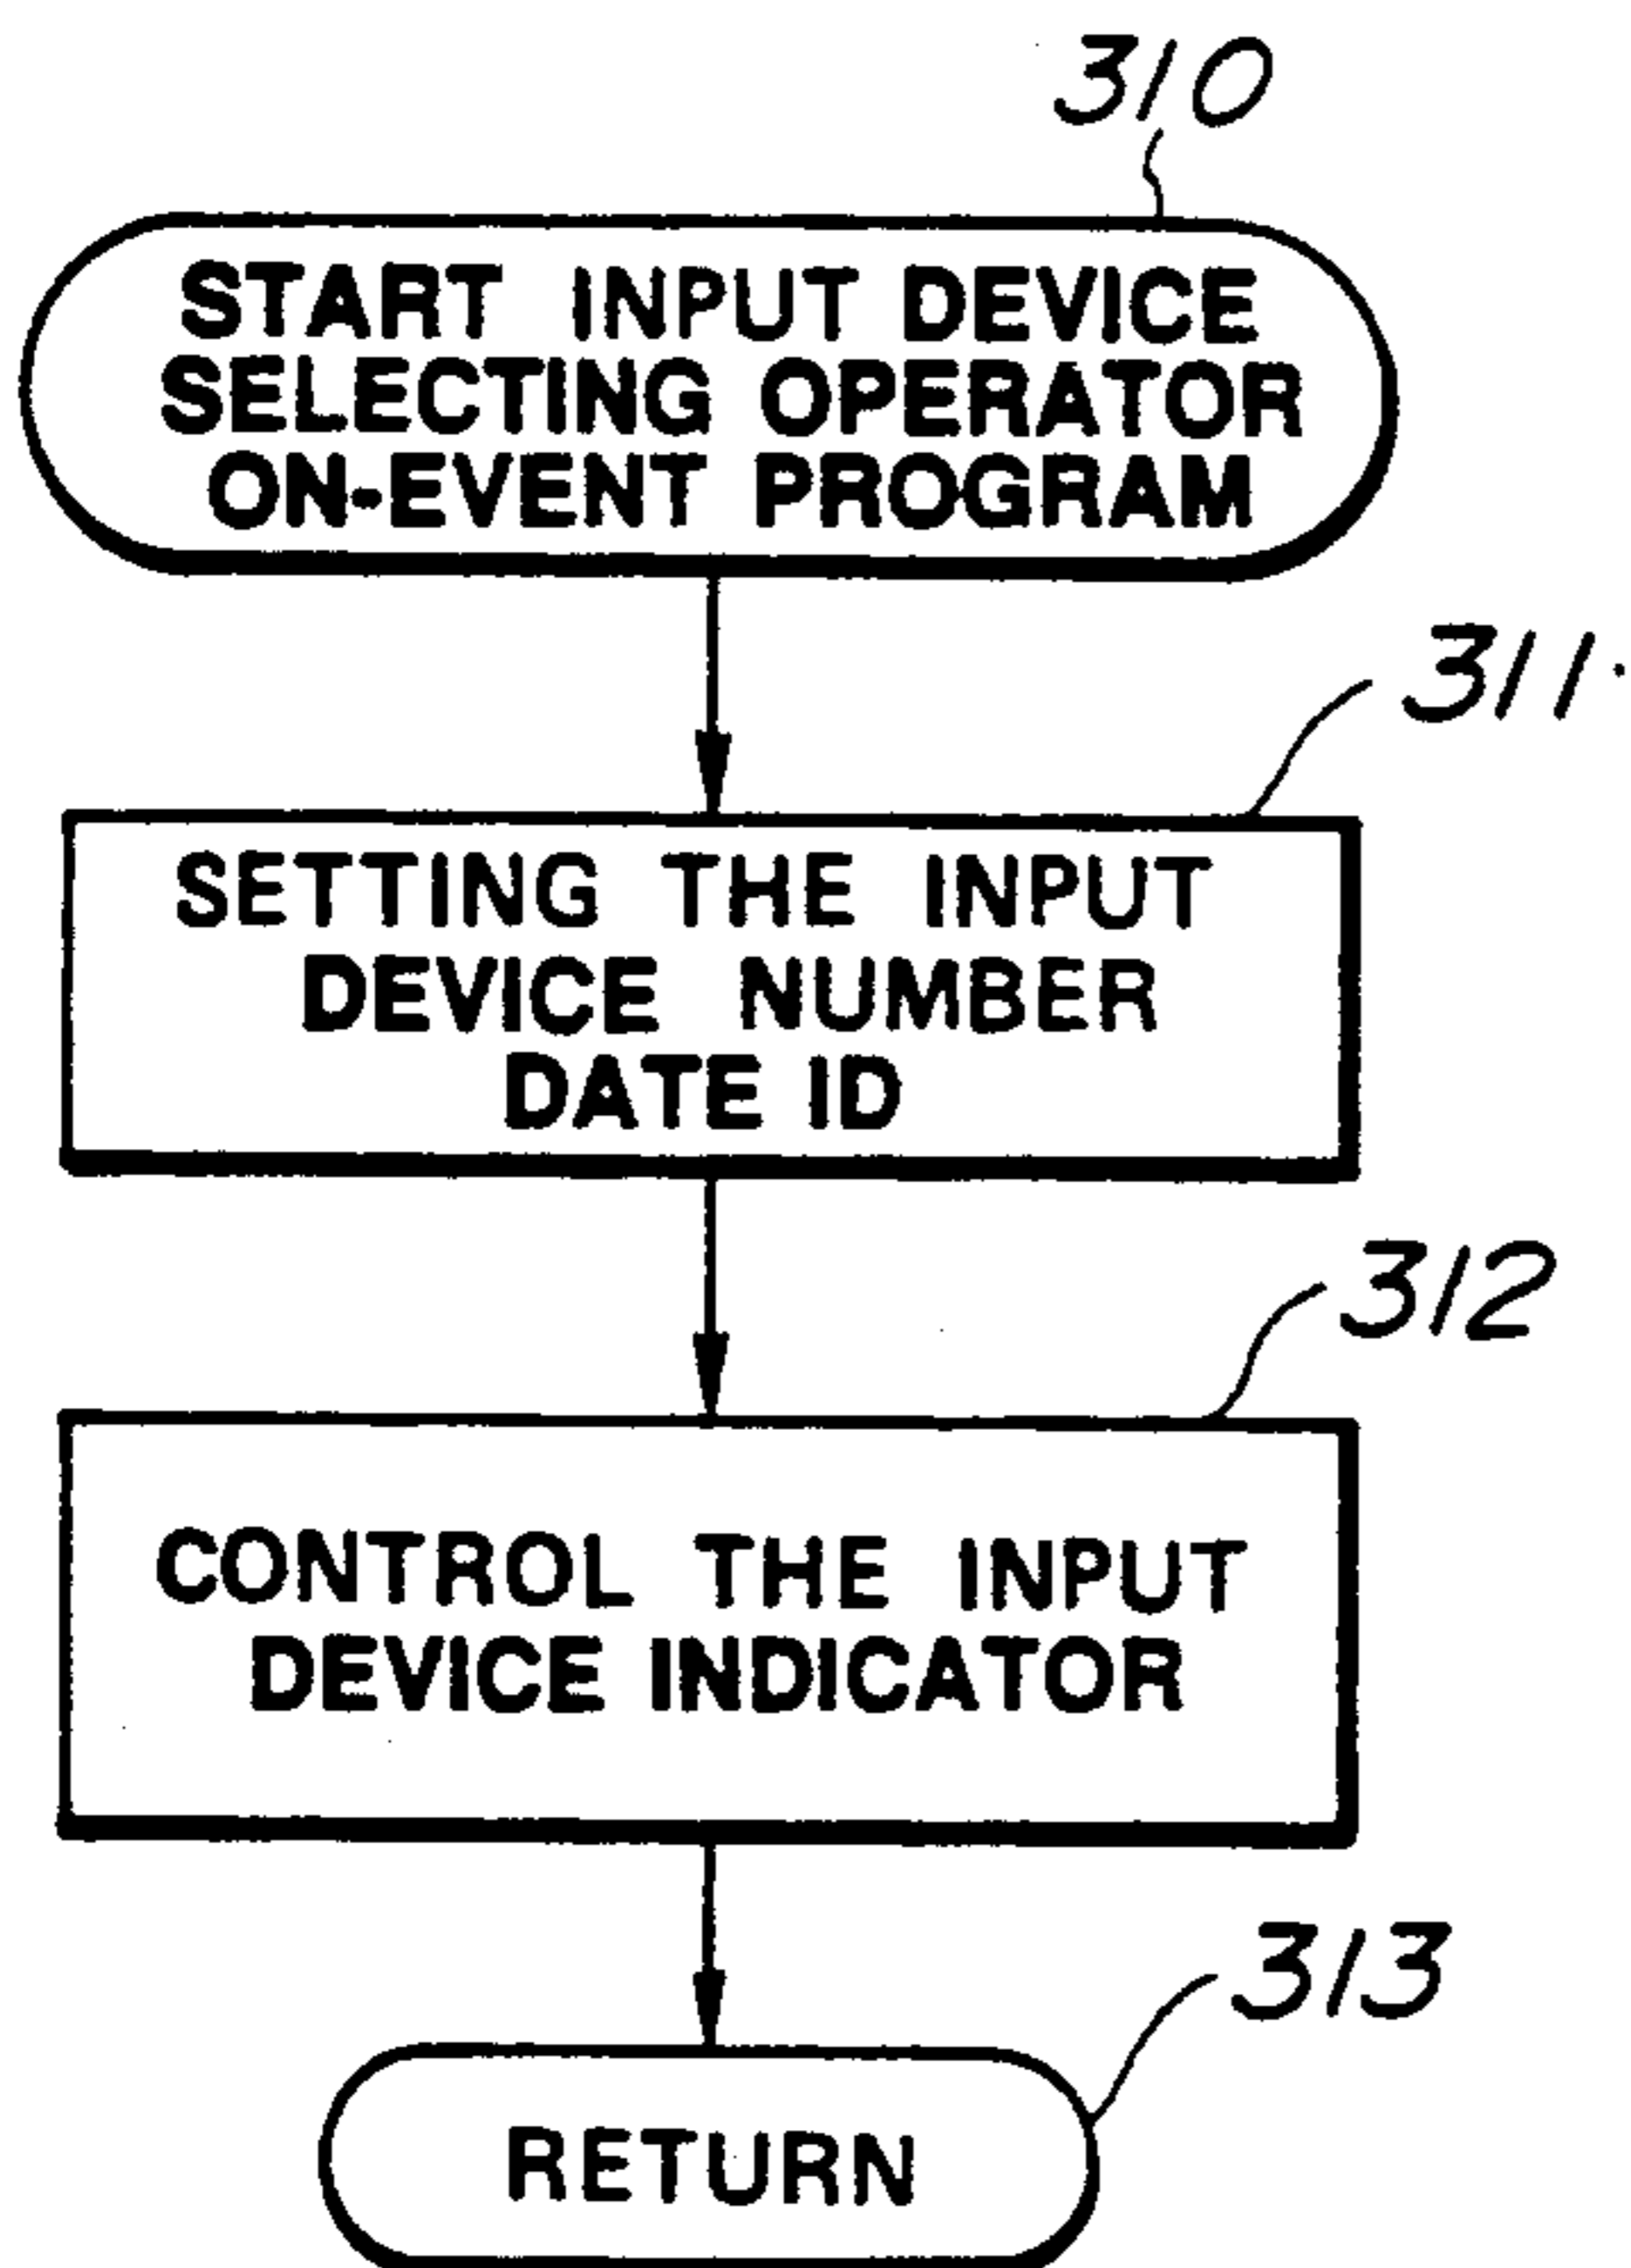 310
START INPUT DEVICE
SELECTING OPERATOR
ON-EVENT PROGRAM
311
SETTING THE INPUT
DEVICE NUMBER
DATE ID
312
CONTROL THE INPUT
DEVICE INDICATOR
313
RETURN